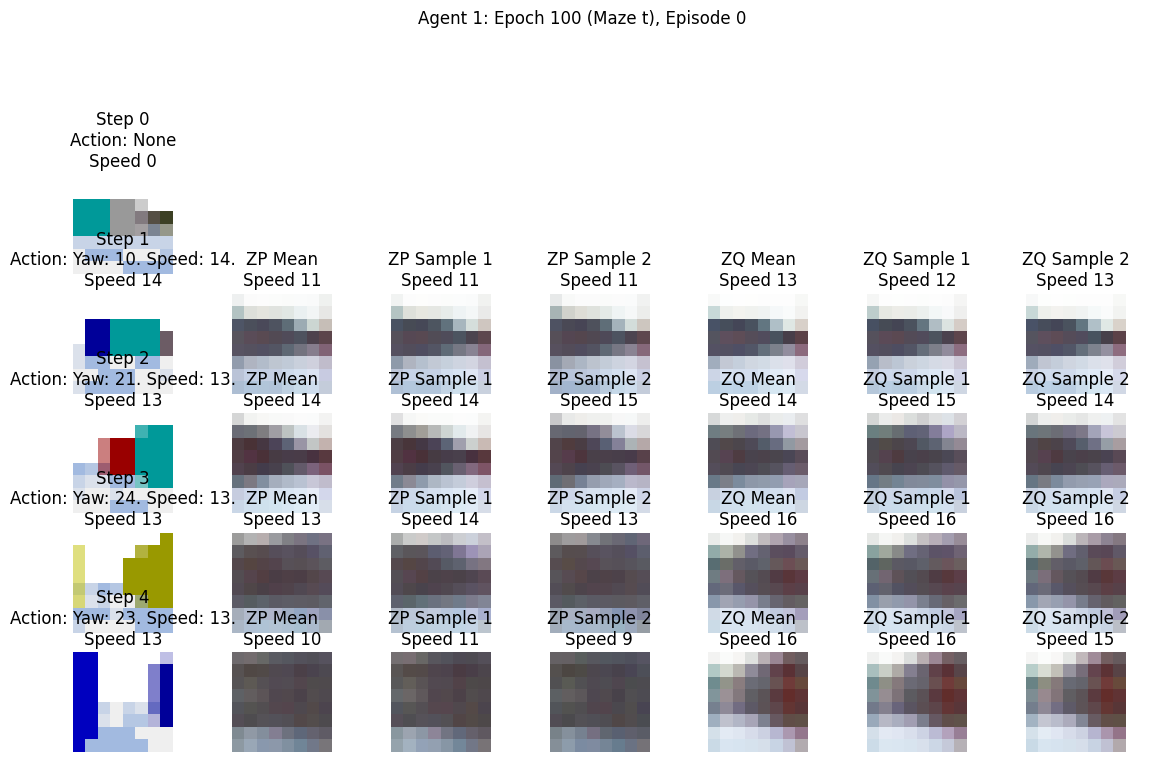 Agent 1: Epoch 100 (Maze t), Episode 0
Step 0
Action: None
Speed 0
Step 1
Action: Yaw: 10. Speed: 14.
Speed 14
ZP Mean
Speed 11
ZP Sample 1
Speed 11
ZP Sample 2
Speed 11
ZQ Mean
Speed 13
ZQ Sample 1
Speed 12
ZQ Sample 2
Speed 13
Step 2
Action: Yaw: 21. Speed: 13.
Speed 13
ZP Mean
Speed 14
ZP Sample 1
Speed 14
ZP Sample 2
Speed 15
ZQ Mean
Speed 14
ZQ Sample 1
Speed 15
ZQ Sample 2
Speed 14
Step 3
Action: Yaw: 24. Speed: 13.
Speed 13
ZP Mean
Speed 13
ZP Sample 1
Speed 14
ZP Sample 2
Speed 13
ZQ Mean
Speed 16
ZQ Sample 1
Speed 16
ZQ Sample 2
Speed 16
Step 4
Action: Yaw: 23. Speed: 13.
Speed 13
ZP Mean
Speed 10
ZP Sample 1
Speed 11
ZP Sample 2
Speed 9
ZQ Mean
Speed 16
ZQ Sample 1
Speed 16
ZQ Sample 2
Speed 15